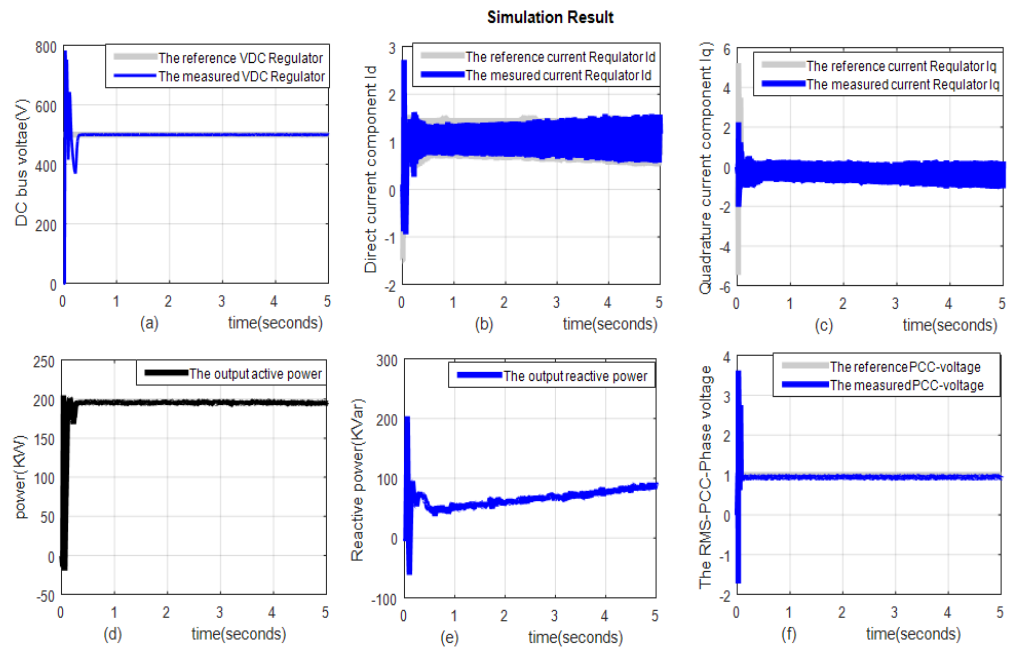 Simulation Result
800
600
400
200
0
DC bus voltae(V)
The reference VDC Regulator
The measured VDC Regulator
0 1 2 3 4 5
(a) time(seconds)
3
2
1
0
-1
-2
Direct current component Id
The reference current Requlator Id
The mesured current Requlator Id
0 1 2 3 4 5
(b) time(seconds)
6
4
2
0
-2
-4
-6
Quadrature current component Iq)
The reference current Requlator Iq
The measured current Requlator Iq
0 1 2 3 4 5
(c) time(seconds)
250
200
150
100
50
0
-50
power(KW)
The output active power
0 1 2 3 4 5
(d) time(seconds)
300
200
100
0
-100
Reactive power(KVar)
The output reactive power
0 1 2 3 4 5
(e) time(seconds)
4
3
2
1
0
-1
-2
The RMS-PCC-Phase voltage
The reference PCC-voltage
The measured PCC-voltage
0 1 2 3 4 5
(f) time(seconds)